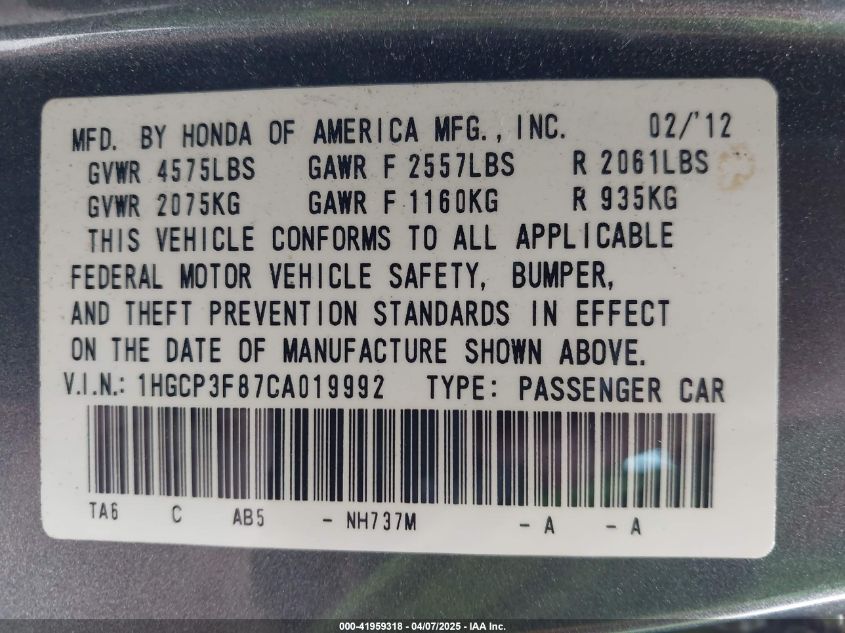 MFD. BY HONDA OF AMERICA MFG., INC. 02/'12
GVWR 4575LBS GAWR F 2557LBS R 2061LBS
GVWR 2075KG GAWR F 1160KG R 935KG
THIS VEHICLE CONFORMS TO ALL APPLICABLE
FEDERAL MOTOR VEHICLE SAFETY, BUMPER,
AND THEFT PREVENTION STANDARDS IN EFFECT
ON THE DATE OF MANUFACTURE SHOWN ABOVE.
V.I.N.: 1HGCP3F87CA019992 TYPE: PASSENGER CAR
TA6 C AB5 - NH737M - A - A
000-41959318 - 04/07/2025 - IAA Inc.